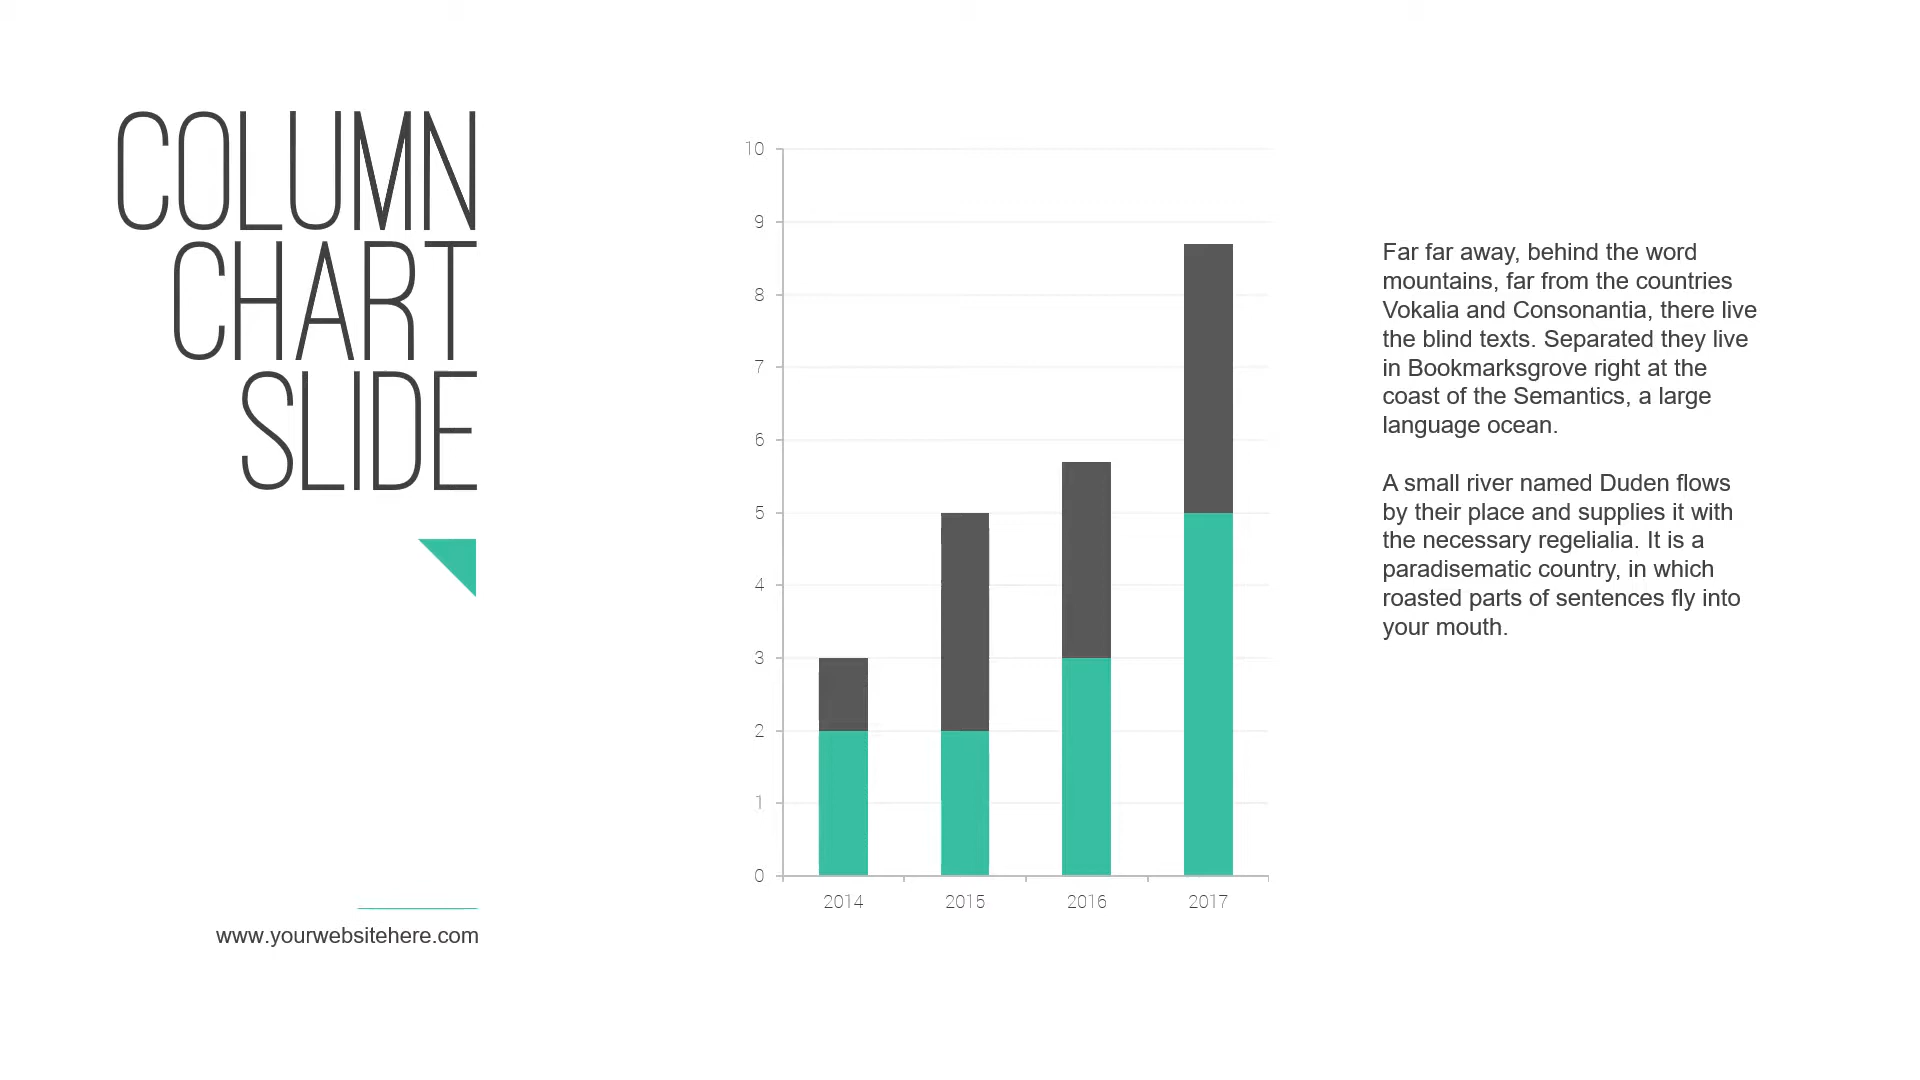 COLUMN
CHART
SLIDE
www.yourwebsitehere.com
10
9
8
7
6
5
4
3
2
1
0
2014 2015 2016 2017
Far far away, behind the word
mountains, far from the countries
Vokalia and Consonantia, there live
the blind texts. Separated they live
in Bookmarksgrove right at the
coast of the Semantics, a large
language ocean.
A small river named Duden flows
by their place and supplies it with
the necessary regelialia. It is a
paradisematic country, in which
roasted parts of sentences fly into
your mouth.